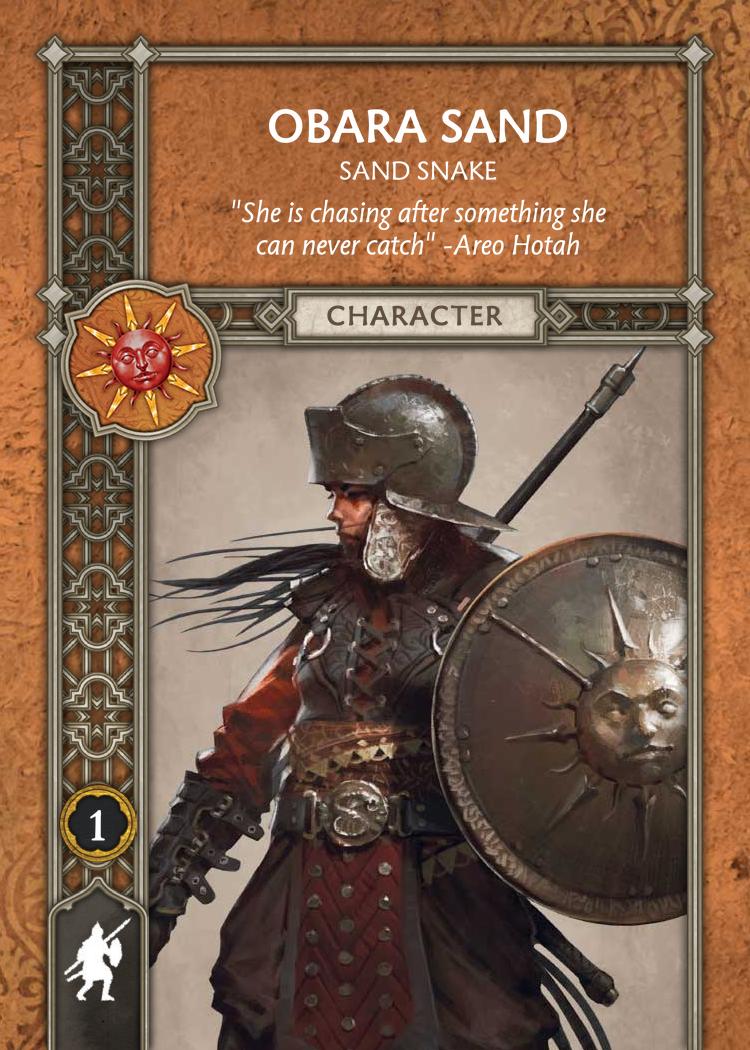 OBARA SAND
SAND SNAKE
"She is chasing after something she
can never catch" -Areo Hotah
CHARACTER
1